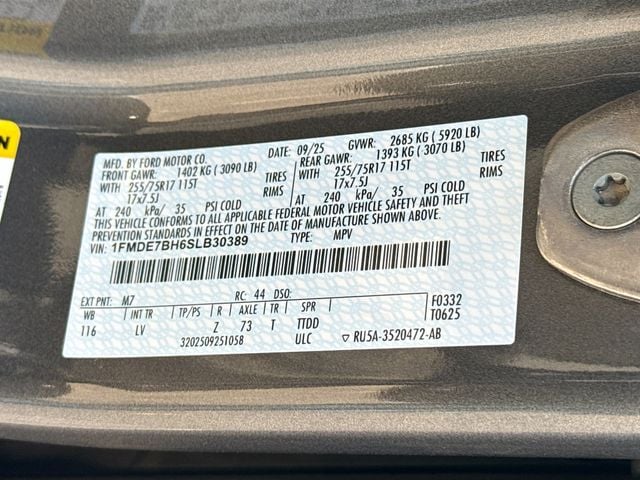 MFD. BY FORD MOTOR CO.
DATE: 09/25 GVWR: 2685 KG ( 5920 LB)
FRONT GAWR: 1402 KG ( 3090 LB) REAR GAWR: 1393 KG ( 3070 LB)
WITH 255/75R17 115T TIRES WITH 255/75R17 115T TIRES
17x7.5J RIMS 17x7.5J RIMS
AT 240 kPa/ 35 PSI COLD AT 240 kPa/ 35 PSI COLD
THIS VEHICLE CONFORMS TO ALL APPLICABLE FEDERAL MOTOR VEHICLE SAFETY AND THEFT
PREVENTION STANDARDS IN EFFECT ON THE DATE OF MANUFACTURE SHOWN ABOVE.
VIN: 1FMDE7BH6SLB30389 TYPE: MPV
EXT PNT: M7 RC: 44 DSO: F0332
WB INT TR TP/PS R AXLE TR SPR T0625
116 LV Z 73 T TTDD
3202509251058 ULC RU5A-3520472-AB